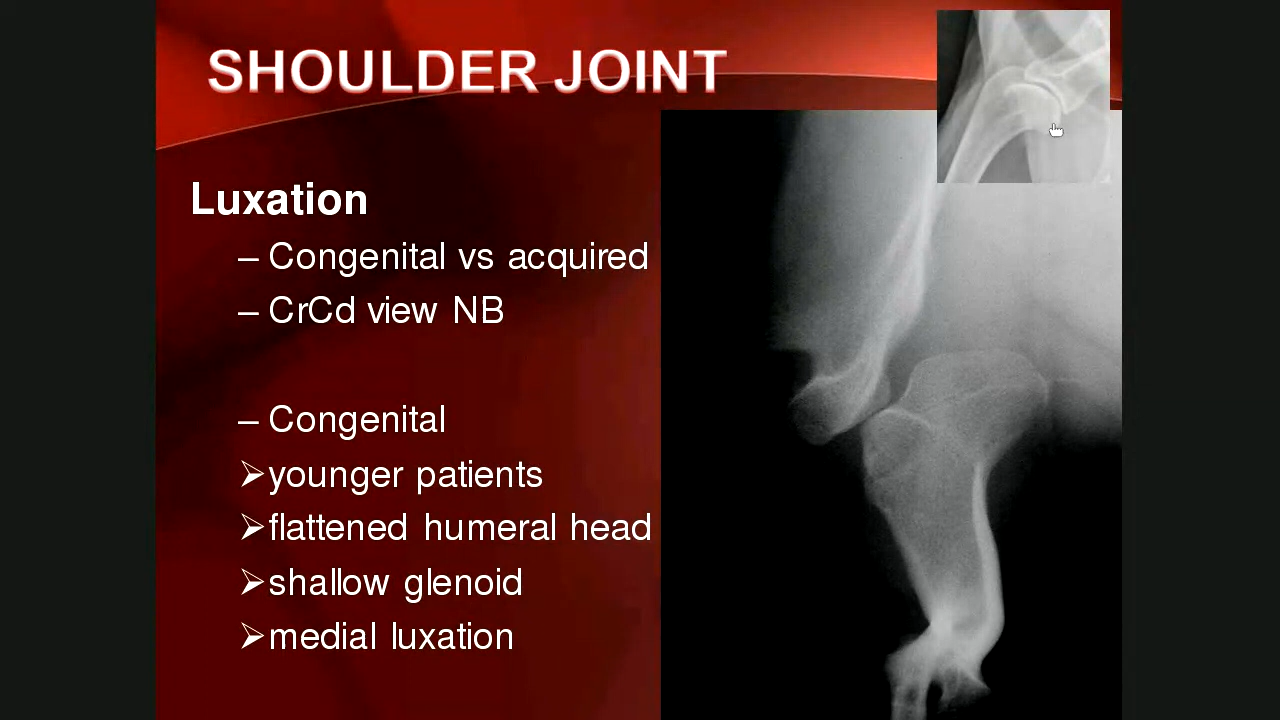 SHOULDER JOINT
Luxation
– Congenital vs acquired
– CrCd view NB
– Congenital
➢younger patients
➢flattened humeral head
➢shallow glenoid
➢medial luxation